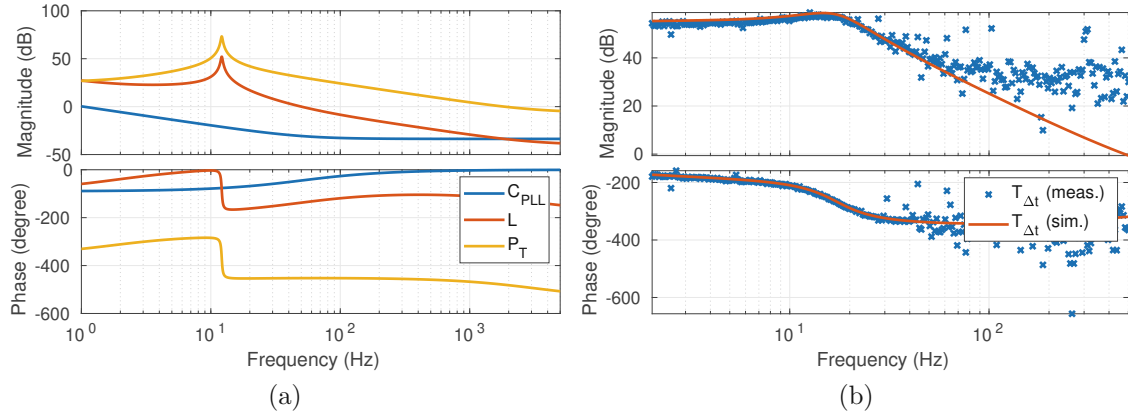 100
50
0
-50
Magnitude (dB)
0
-200
-400
-600
Phase (degree)
C_PLL
L
P_T
10^0
10^1
10^2
10^3
Frequency (Hz)
(a)
40
20
0
Magnitude (dB)
-200
-400
-600
Phase (degree)
T_Δt (meas.)
T_Δt (sim.)
10^1
10^2
Frequency (Hz)
(b)